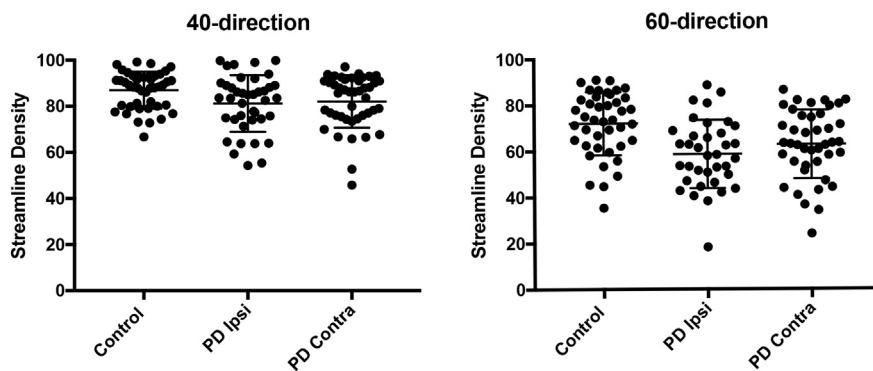 40-direction
Streamline Density
100
80
60
40
20
0
Control
PD Ipsi
PD Contra
60-direction
Streamline Density
100
80
60
40
20
0
Control
PD Ipsi
PD Contra